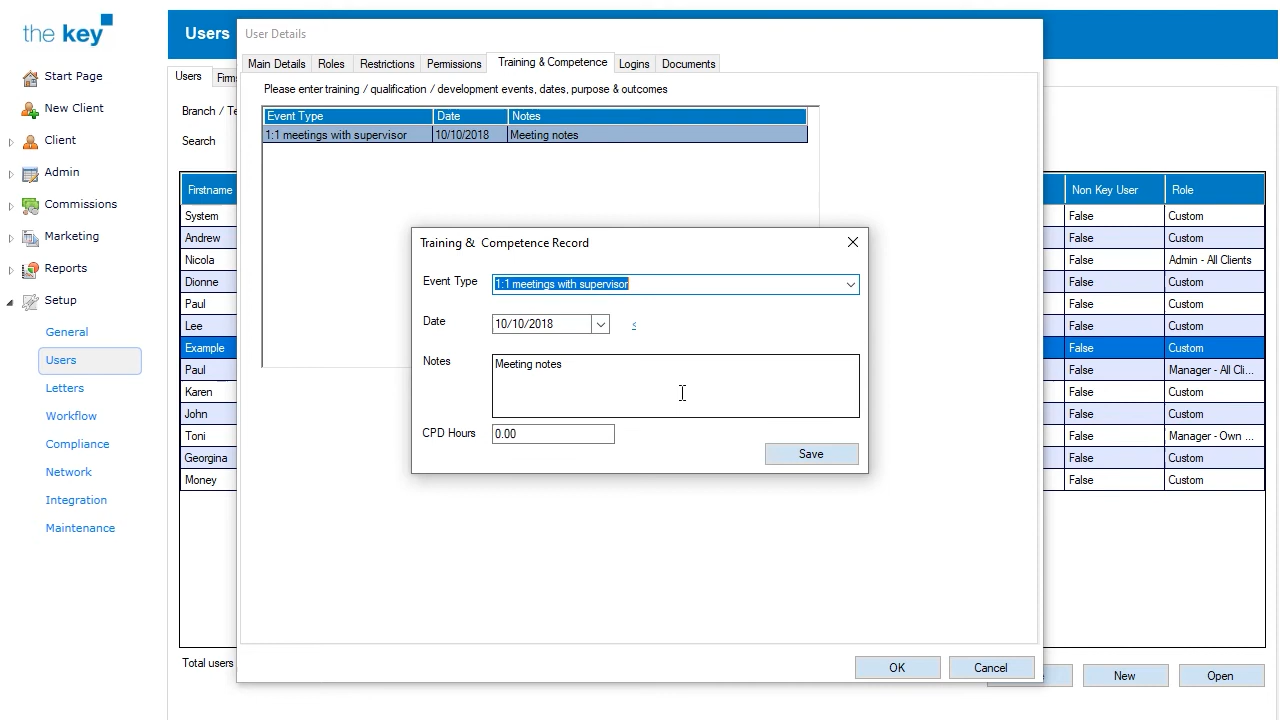 the key
Start Page
New Client
Client
Admin
Commissions
Marketing
Reports
Setup
General
Users
Letters
Workflow
Compliance
Network
Integration
Maintenance
Users
Users
Branch /
Search
Firstname
System
Andrew
Nicola
Dionne
Paul
Lee
Example
Paul
Karen
John
Toni
Georgina
Money
Total users
User Details
Main Details Roles Restrictions Permissions Training & Competence Logins Documents
Please enter training / qualification / development events, dates, purpose & outcomes
Event Type Date Notes
1:1 meetings with supervisor 10/10/2018 Meeting notes
Training & Competence Record
Event Type 1:1 meetings with supervisor
Date 10/10/2018 <
Notes Meeting notes
CPD Hours 0.00
Save
OK Cancel
Non Key User Role
False Custom
False Custom
False Admin - All Clients
False Custom
False Custom
False Custom
False Custom
False Manager - All Cli...
False Custom
False Custom
False Manager - Own ...
False Custom
False Custom
New Open